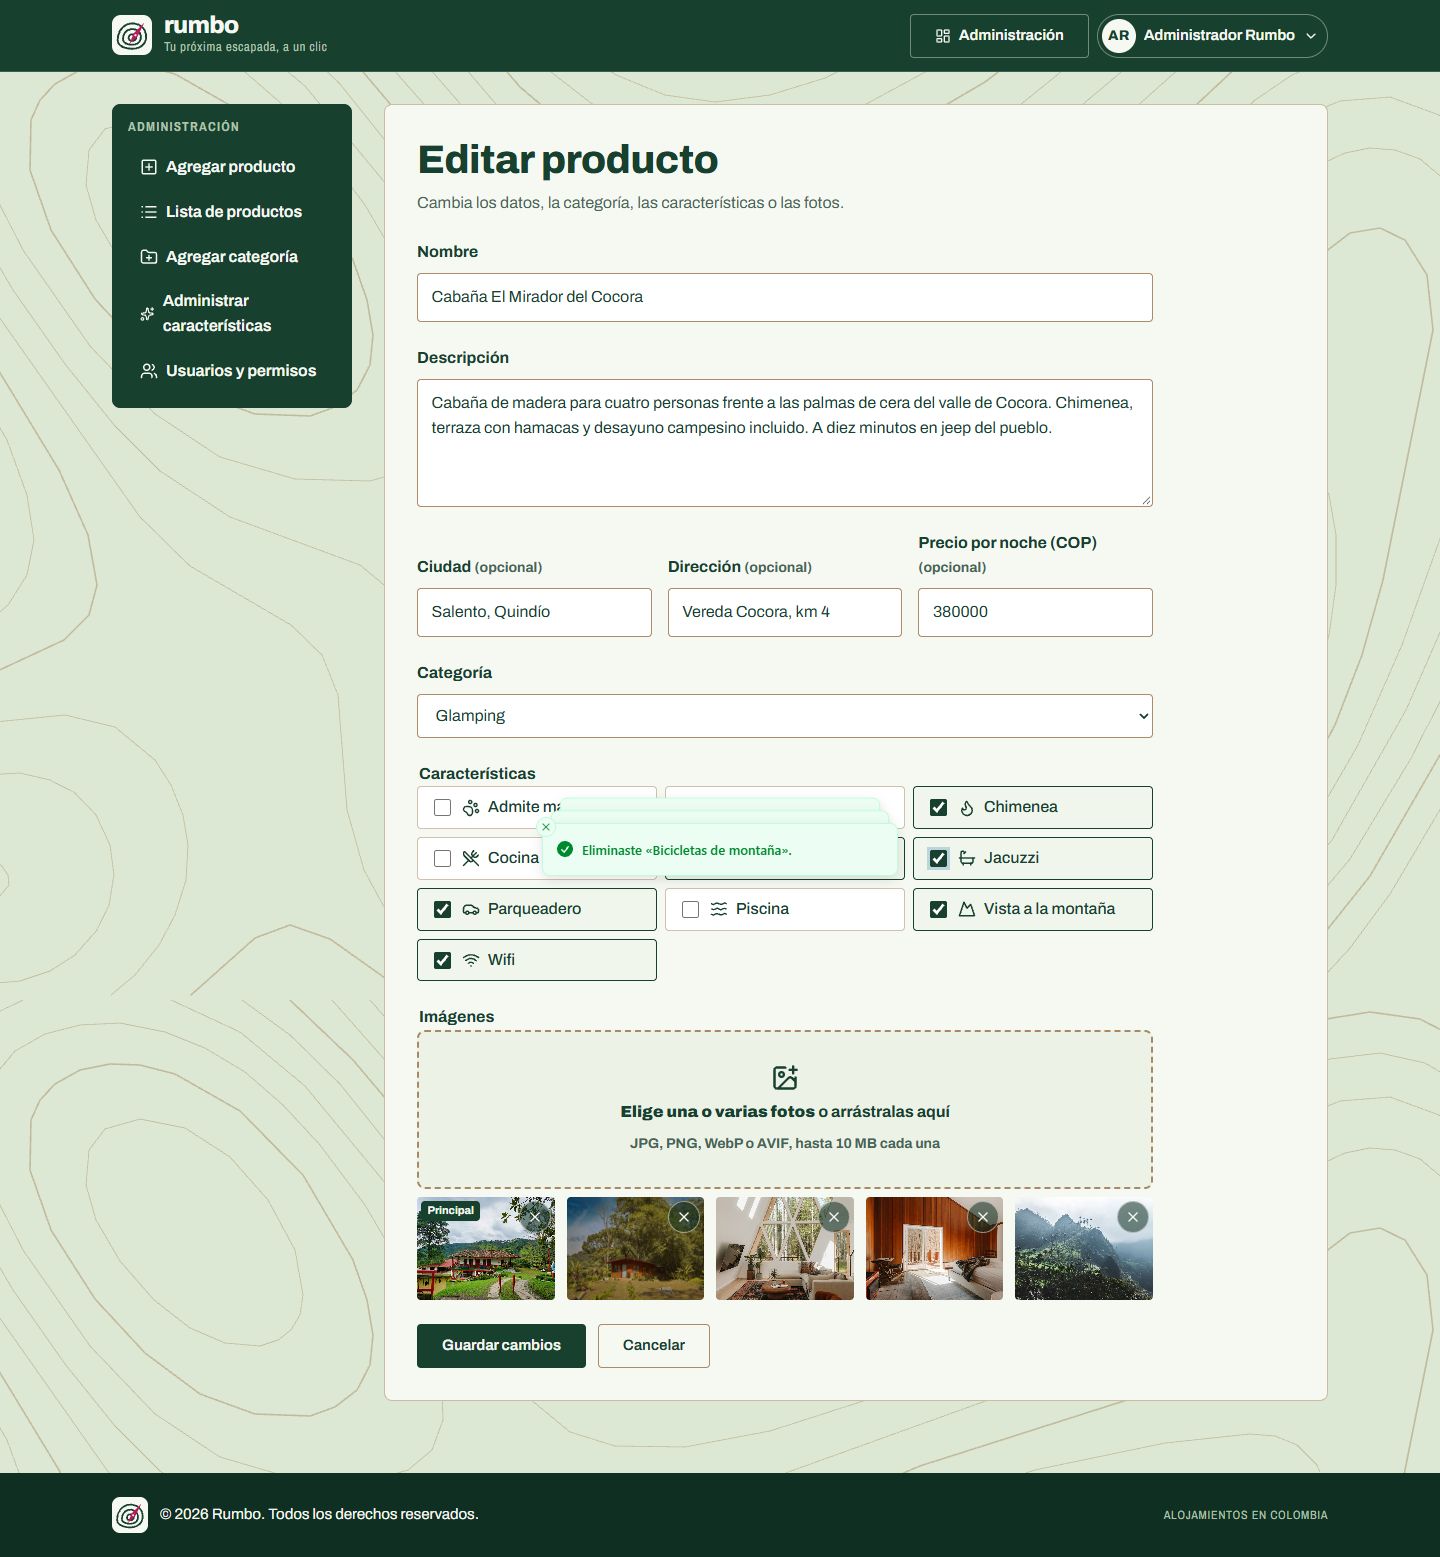 rumbo
Tu próxima escapada, a un clic
Administración
AR
Administrador Rumbo
ADMINISTRACIÓN
Agregar producto
Lista de productos
Agregar categoría
Administrar
características
Usuarios y permisos
Editar producto
Cambia los datos, la categoría, las características o las fotos.
Nombre
Cabaña El Mirador del Cocora
Descripción
Cabaña de madera para cuatro personas frente a las palmas de cera del valle de Cocora. Chimenea,
terraza con hamacas y desayuno campesino incluido. A diez minutos en jeep del pueblo.
Ciudad (opcional)
Dirección (opcional)
Precio por noche (COP)
(opcional)
Salento, Quindío
Vereda Cocora, km 4
380000
Categoría
Glamping
Características
Admite
Chimenea
Cocina
Eliminaste «Bicicletas de montaña».
Jacuzzi
Parqueadero
Piscina
Vista a la montaña
Wifi
Imágenes
Elige una o varias fotos o arrástralas aquí
JPG, PNG, WebP o AVIF, hasta 10 MB cada una
Principal
Guardar cambios
Cancelar
© 2026 Rumbo. Todos los derechos reservados.
ALOJAMIENTOS EN COLOMBIA